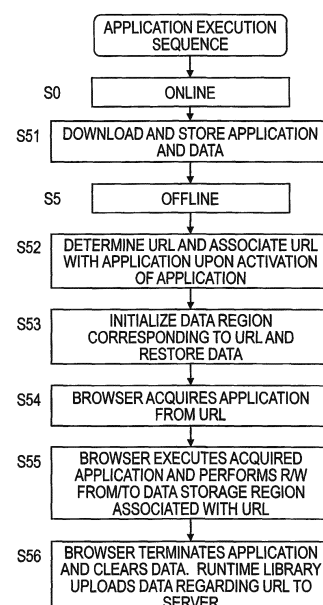 APPLICATION EXECUTION
SEQUENCE
S0
ONLINE
S51
DOWNLOAD AND STORE APPLICATION
AND DATA
S5
OFFLINE
S52
DETERMINE URL AND ASSOCIATE URL
WITH APPLICATION UPON ACTIVATION
OF APPLICATION
S53
INITIALIZE DATA REGION
CORRESPONDING TO URL AND
RESTORE DATA
S54
BROWSER ACQUIRES APPLICATION
FROM URL
S55
BROWSER EXECUTES ACQUIRED
APPLICATION AND PERFORMS R/W
FROM/TO DATA STORAGE REGION
ASSOCIATED WITH URL
S56
BROWSER TERMINATES APPLICATION
AND CLEARS DATA. RUNTIME LIBRARY
UPLOADS DATA REGARDING URL TO
SERVER